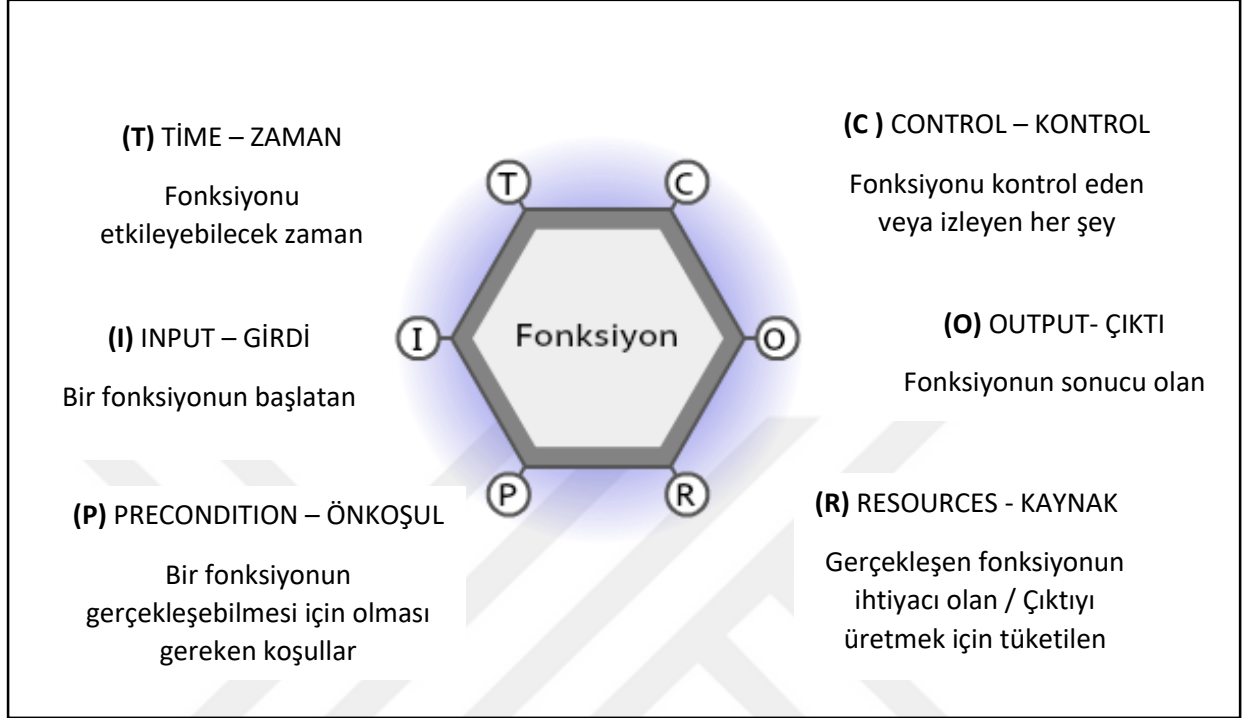 (T) TİME – ZAMAN
Fonksiyonu
etkileyebilecek zaman
(C ) CONTROL – KONTROL
Fonksiyonu kontrol eden
veya izleyen her şey
(I) INPUT – GİRDİ
Bir fonksiyonun başlatan
(O) OUTPUT- ÇIKTI
Fonksiyonun sonucu olan
(P) PRECONDITION – ÖNKOŞUL
Bir fonksiyonun
gerçekleşebilmesi için olması
gereken koşullar
(R) RESOURCES - KAYNAK
Gerçekleşen fonksiyonun
ihtiyacı olan / Çıktıyı
üretmek için tüketilen
T
C
I
Fonksiyon
O
P
R